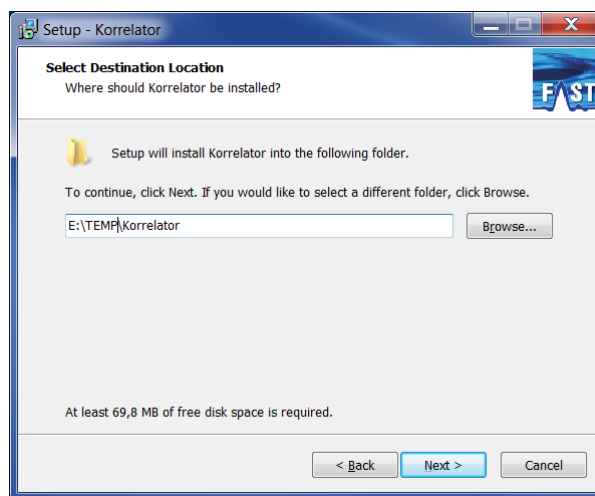 Setup - Korrelator
Select Destination Location
Where should Korrelator be installed?
FAST
Setup will install Korrelator into the following folder.
To continue, click Next. If you would like to select a different folder, click Browse.
E:\TEMP\Korrelator
Browse...
At least 69,8 MB of free disk space is required.
< Back
Next >
Cancel